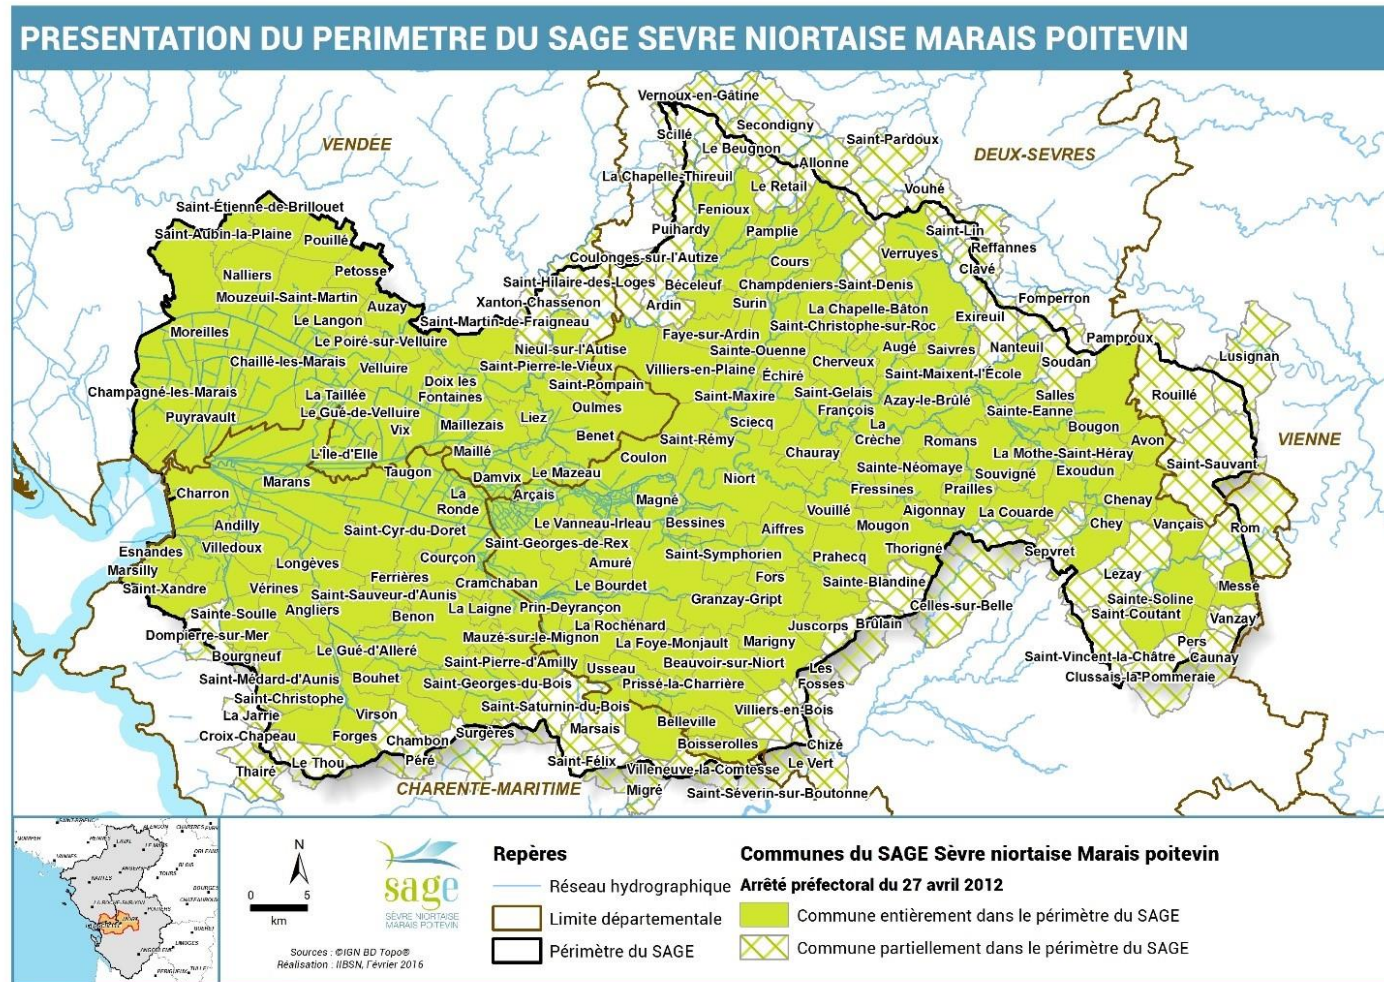 PRESENTATION DU PERIMETRE DU SAGE SEVRE NIORTAISE MARAIS POITEVIN
Vernoux-en-Gâtine
Secondigny
Scillé
Saint-Pardoux
VENDÉE
Le Beugnon
DEUX-SEVRES
Allonne
La Chapelle-Thireuil
Le Retail
Vouhé
Saint-Étienne-de-Brillouet
Fenioux
Saint-Aubin-la-Plaine
Pouillé
Puihardy
Pamplie
Saint-Lin
Reffannes
Coulonges-sur-l'Autize
Cours
Verruyes
Clavé
Nalliers
Petosse
Saint-Hilaire-des-Loges
Béceleuf
Champdeniers-Saint-Denis
Mouzeuil-Saint-Martin
Auzay
Xanton-Chassenon
Ardin
Surin
La Chapelle-Bâton
Fomperron
Le Langon
Saint-Martin-de-Fraigneau
Saint-Christophe-sur-Roc
Exireuil
Moreilles
Le Poiré-sur-Velluire
Faye-sur-Ardin
Pamproux
Nieul-sur-l'Autise
Sainte-Ouenne
Augé
Saivres
Nanteuil
Lusignan
Chaillé-les-Marais
Velluire
Saint-Pierre-le-Vieux
Villiers-en-Plaine
Cherveux
Soudan
Échiré
Saint-Maixent-l'École
Champagné-les-Marais
La Taillée
Doix les
Fontaines
Saint-Pompain
Saint-Maxire
Saint-Gelais
Azay-le-Brûlé
Salles
Rouillé
Puyravault
Le Gué-de-Velluire
Oulmes
François
Sainte-Eanne
Liez
Sciecq
La
Crèche
Bougon
Vix
Maillezais
Benet
Saint-Rémy
Romans
Avon
VIENNE
L'Île-d'Elle
Maillé
Coulon
Chauray
La Mothe-Saint-Héray
Taugon
Damvix
Le Mazeau
Sainte-Néomaye
Souvigné
Exoudun
Saint-Sauvant
Marans
Niort
Charron
La
Ronde
Arçais
Magné
Fressines
Prailles
Chenay
Andilly
Saint-Cyr-du-Doret
Le Vanneau-Irleau
Bessines
Aiffres
Vouillé
Aigonnay
La Couarde
Chey
Vançais
Rom
Esnandes
Villedoux
Saint-Georges-de-Rex
Mougon
Marsilly
Longèves
Courçon
Amuré
Saint-Symphorien
Prahecq
Thorigné
Sepvret
Saint-Xandre
Vérines
Ferrières
Cramchaban
Le Bourdet
Fors
Sainte-Blandine
Lezay
Messé
Saint-Sauveur-d'Aunis
Granzay-Gript
Celles-sur-Belle
Sainte-Soline
Sainte-Soulle
Angliers
Benon
La Laigne
Prin-Deyrançon
Saint-Coutant
Vanzay
Dompierre-sur-Mer
La Rochénard
Juscorps
Brûlain
Mauzé-sur-le-Mignon
La Foye-Monjault
Marigny
Pers
Bourgneuf
Le Gué-d'Alleré
Saint-Pierre-d'Amilly
Usseau
Beauvoir-sur-Niort
Les
Fosses
Saint-Vincent-la-Châtre
Caunay
Saint-Médard-d'Aunis
Bouhet
Saint-Georges-du-Bois
Prissé-la-Charrière
Clussais-la-Pommeraie
Saint-Christophe
Saint-Saturnin-du-Bois
Villiers-en-Bois
La Jarrie
Virson
Belleville
Croix-Chapeau
Forges
Chambon
Surgères
Marsais
Boisserolles
Chizé
Thairé
Le Thou
Péré
Saint-Félix
Villeneuve-la-Comtesse
Le Vert
CHARENTE-MARITIME
Migré
Saint-Séverin-sur-Boutonne
N
0 5
km
Sources : ©IGN BD Topo®
Réalisation : IIBSN, Février 2016
sage
SÈVRE NIORTAISE
MARAIS POITEVIN
Repères
Réseau hydrographique
Limite départementale
Périmètre du SAGE
Communes du SAGE Sèvre niortaise Marais poitevin
Arrêté préfectoral du 27 avril 2012
Commune entièrement dans le périmètre du SAGE
Commune partiellement dans le périmètre du SAGE